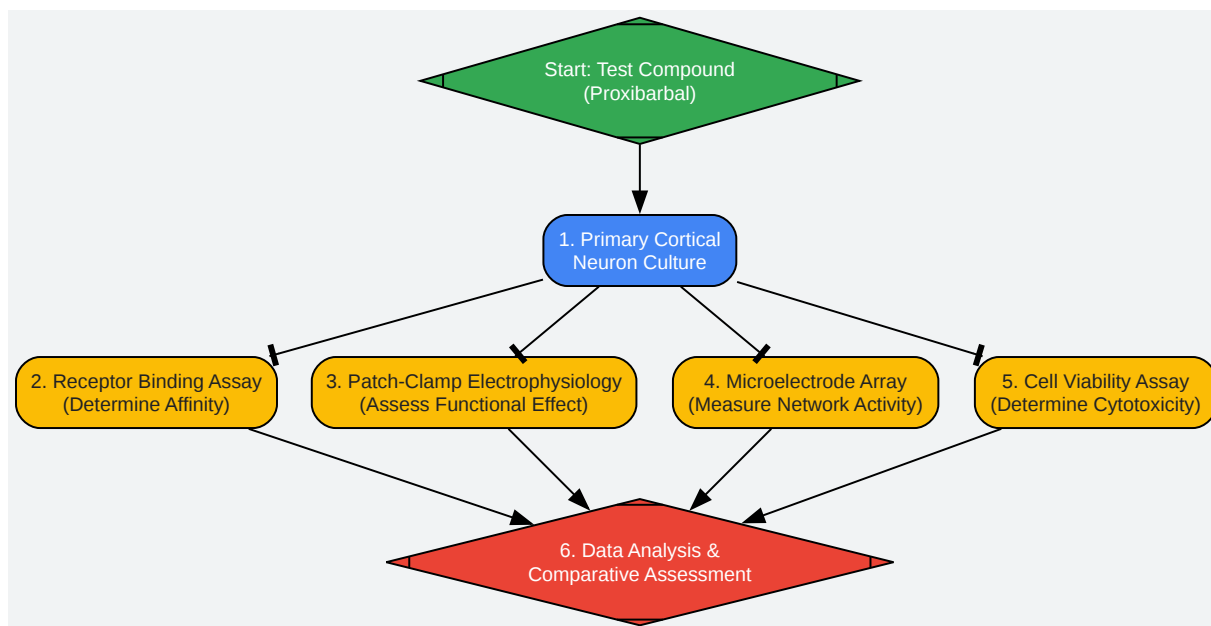 Start: Test Compound
(Proxibarbal)
1. Primary Cortical
Neuron Culture
2. Receptor Binding Assay
(Determine Affinity)
3. Patch-Clamp Electrophysiology
(Assess Functional Effect)
4. Microelectrode Array
(Measure Network Activity)
5. Cell Viability Assay
(Determine Cytotoxicity)
6. Data Analysis &
Comparative Assessment